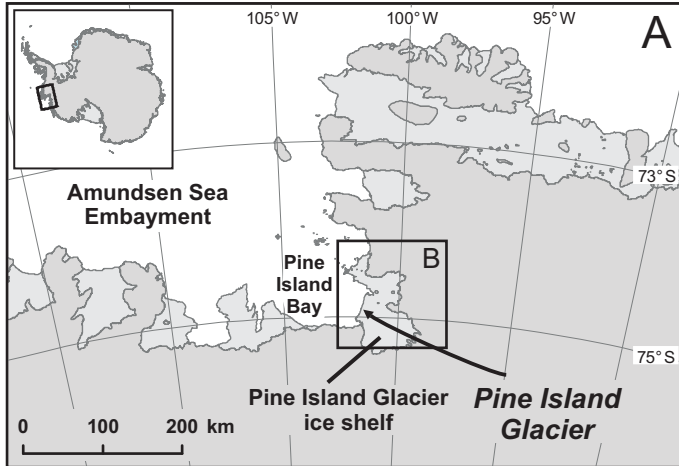 105°W
100°W
95°W
A
73°S
Amundsen Sea
Embayment
B
Pine
Island
Bay
75°S
Pine Island Glacier
ice shelf
Pine Island
Glacier
0 100 200 km